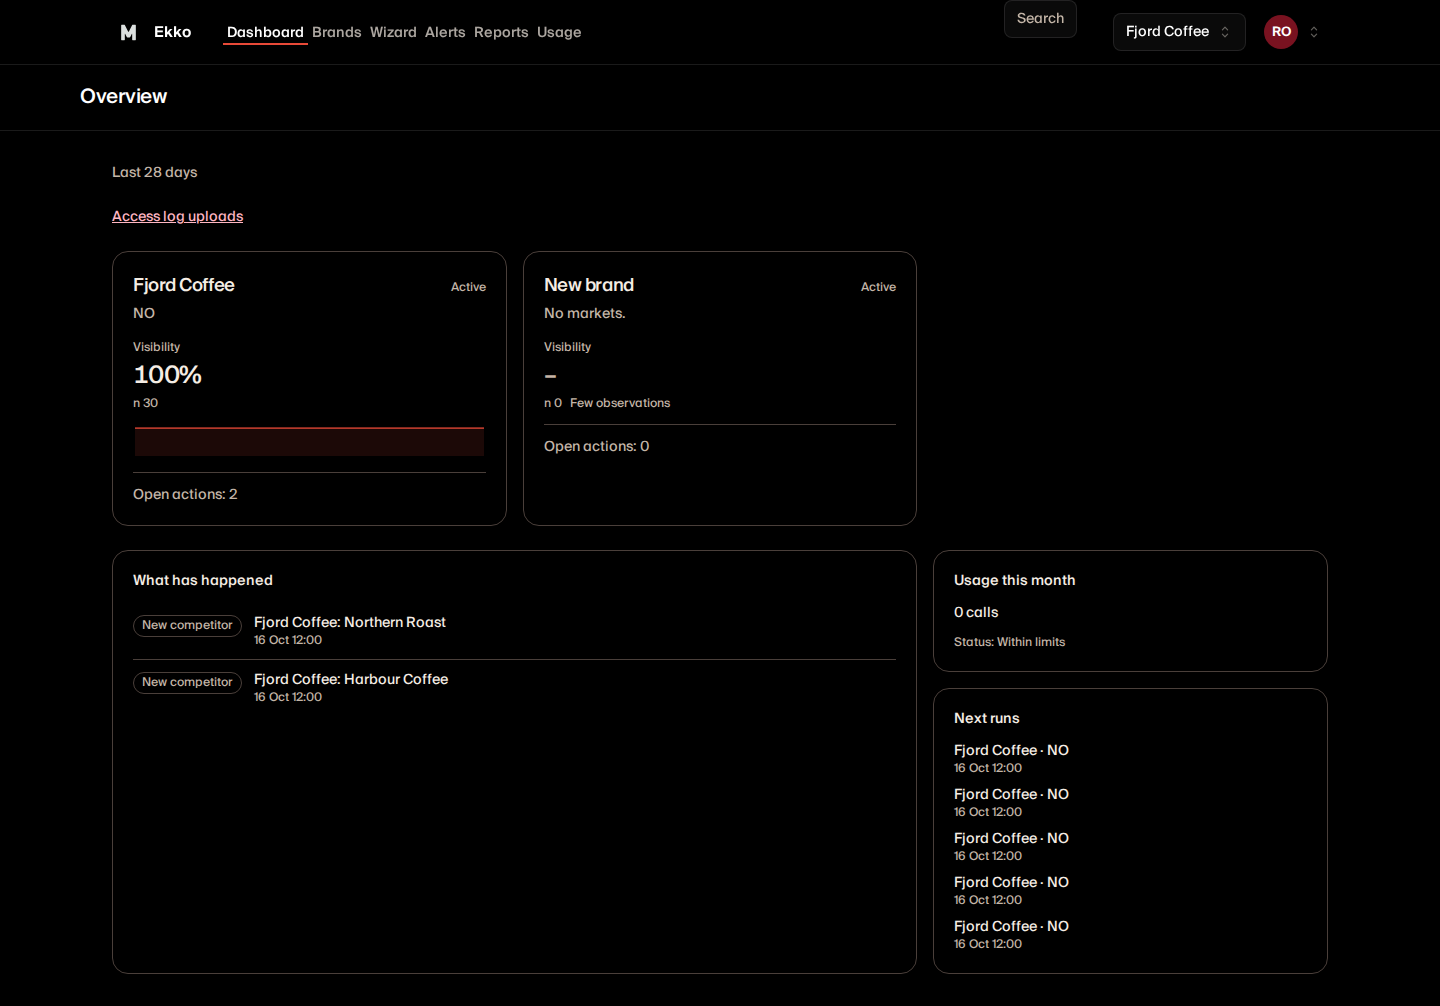 M Ekko Dashboard Brands Wizard Alerts Reports Usage Search Fjord Coffee RO
Overview
Last 28 days
Access log uploads
Fjord Coffee Active
NO
Visibility
100%
n 30
Open actions: 2
New brand Active
No markets.
Visibility
–
n 0 Few observations
Open actions: 0
What has happened
New competitor Fjord Coffee: Northern Roast
16 Oct 12:00
New competitor Fjord Coffee: Harbour Coffee
16 Oct 12:00
Usage this month
0 calls
Status: Within limits
Next runs
Fjord Coffee · NO
16 Oct 12:00
Fjord Coffee · NO
16 Oct 12:00
Fjord Coffee · NO
16 Oct 12:00
Fjord Coffee · NO
16 Oct 12:00
Fjord Coffee · NO
16 Oct 12:00